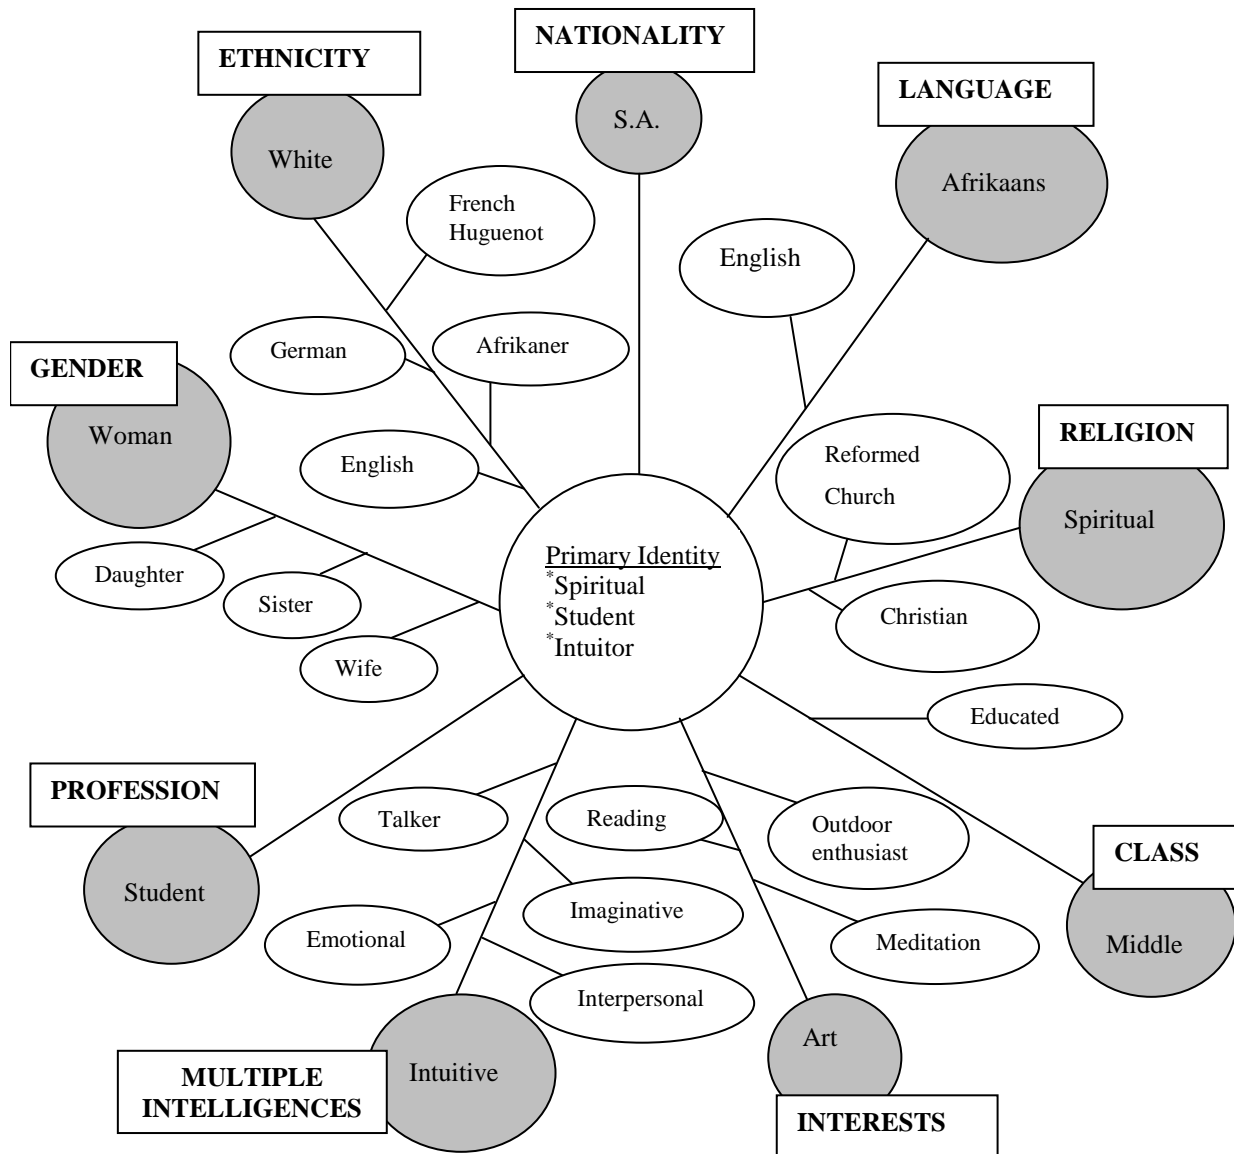 NATIONALITY
ETHNICITY
LANGUAGE
S.A.
White
Afrikaans
French
Huguenot
English
German
Afrikaner
GENDER
Woman
RELIGION
English
Reformed
Church
Spiritual
Primary Identity
*Spiritual
*Student
*Intuitor
Daughter
Sister
Wife
Christian
Educated
PROFESSION
Student
Talker
Reading
Outdoor
enthusiast
CLASS
Middle
Emotional
Imaginative
Meditation
Interpersonal
Art
Intuitive
MULTIPLE
INTELLIGENCES
INTERESTS